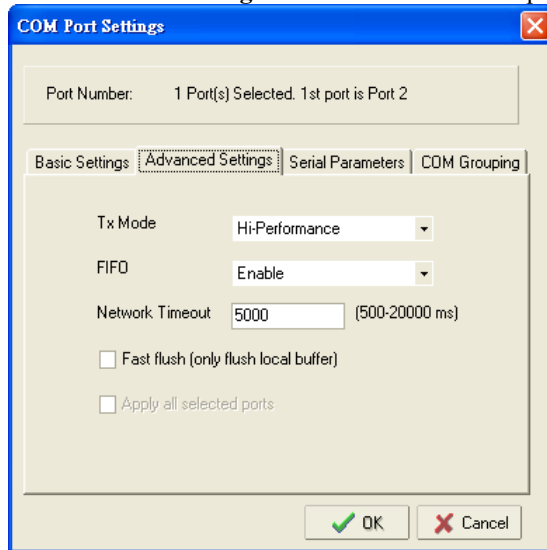 COM Port Settings
Port Number: 1 Port(s) Selected. 1st port is Port 2
Basic Settings Advanced Settings Serial Parameters COM Grouping
Tx Mode Hi-Performance
FIFO Enable
Network Timeout 5000 (500-20000 ms)
Fast flush (only flush local buffer)
Apply all selected ports
OK Cancel